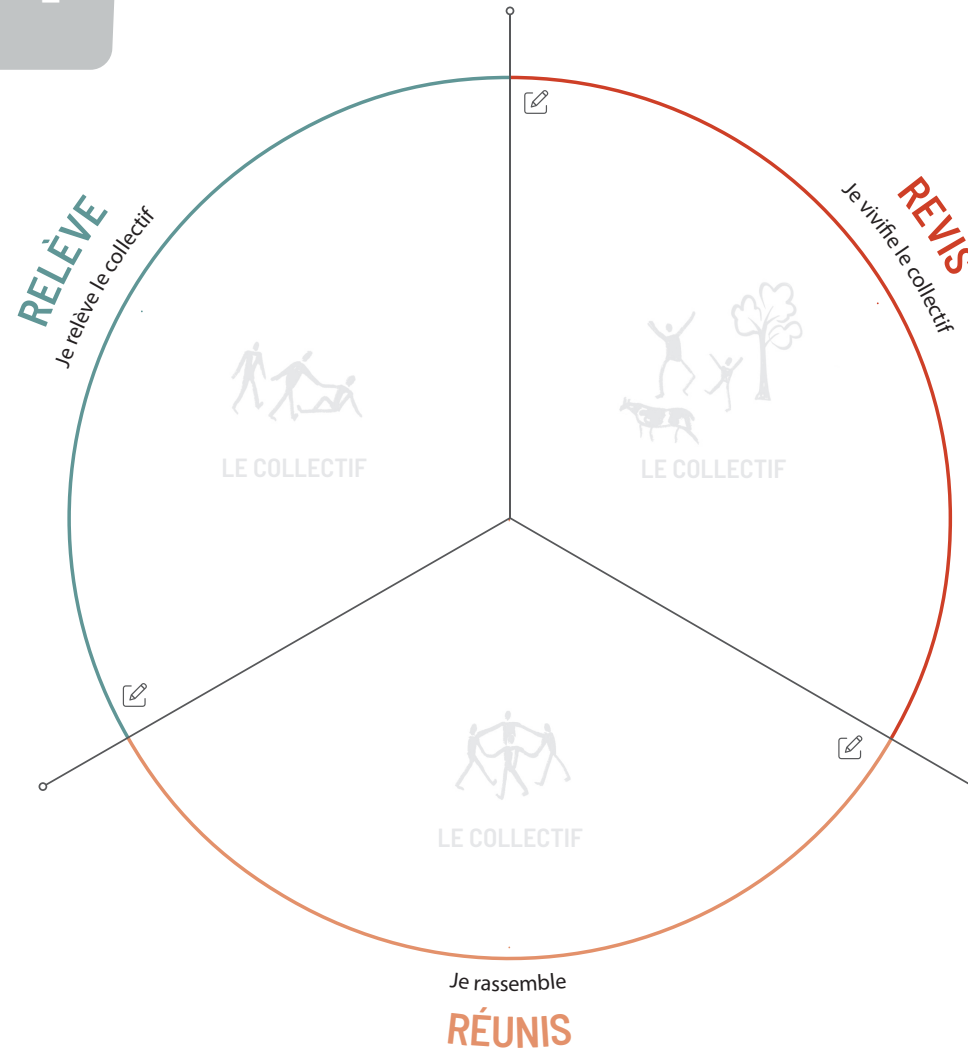 RELÈVE
Je relève le collectif
REVIS
Je vivifie le collectif
LE COLLECTIF
LE COLLECTIF
LE COLLECTIF
Je rassemble
RÉUNIS